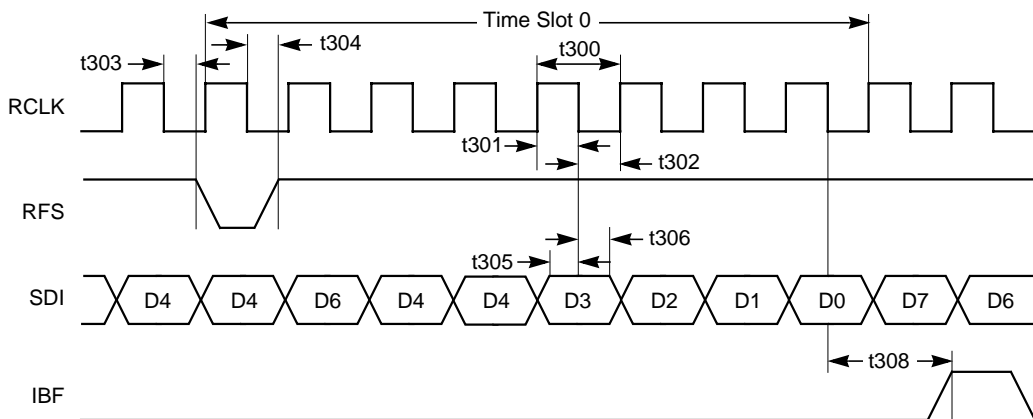 Time Slot 0
t304
t300
t303
RCLK
t301
t302
RFS
t306
t305
SDI D4 D4 D6 D4 D4 D3 D2 D1 D0 D7 D6
t308
IBF